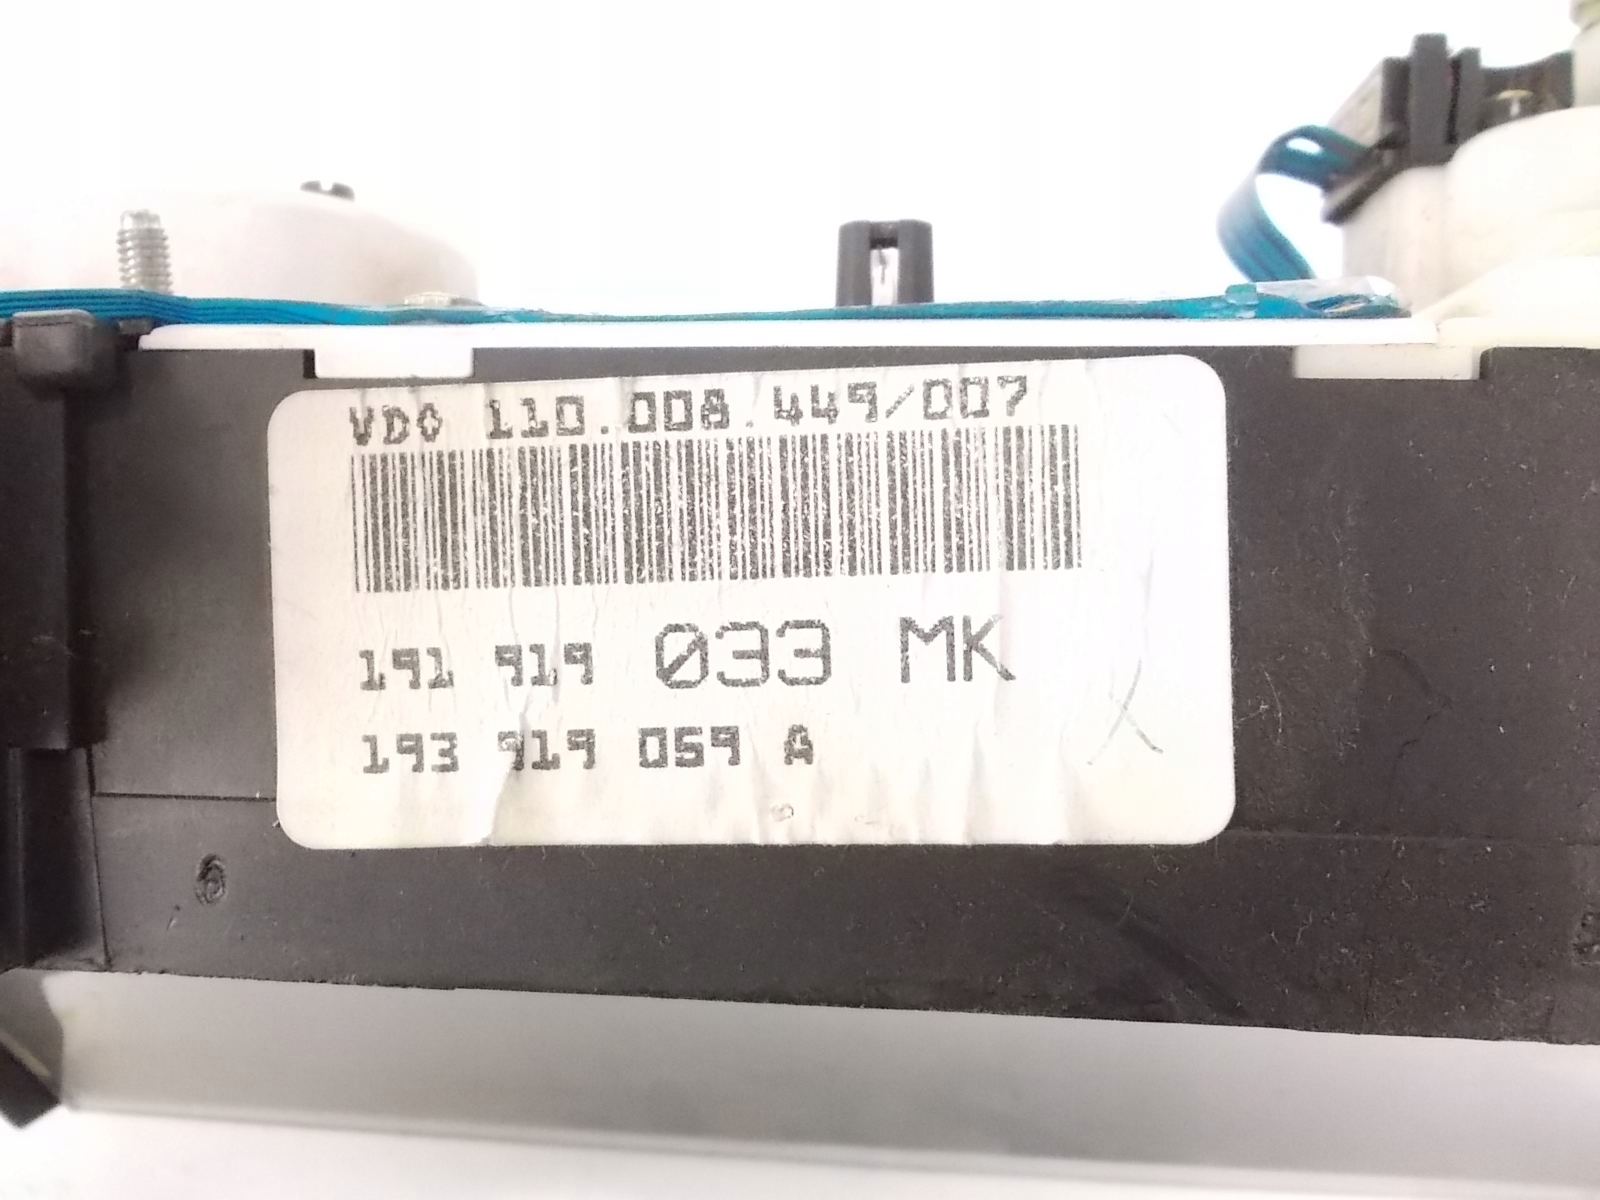 VDO 110.008.449/007
191 919 033 MK
193 919 059 A